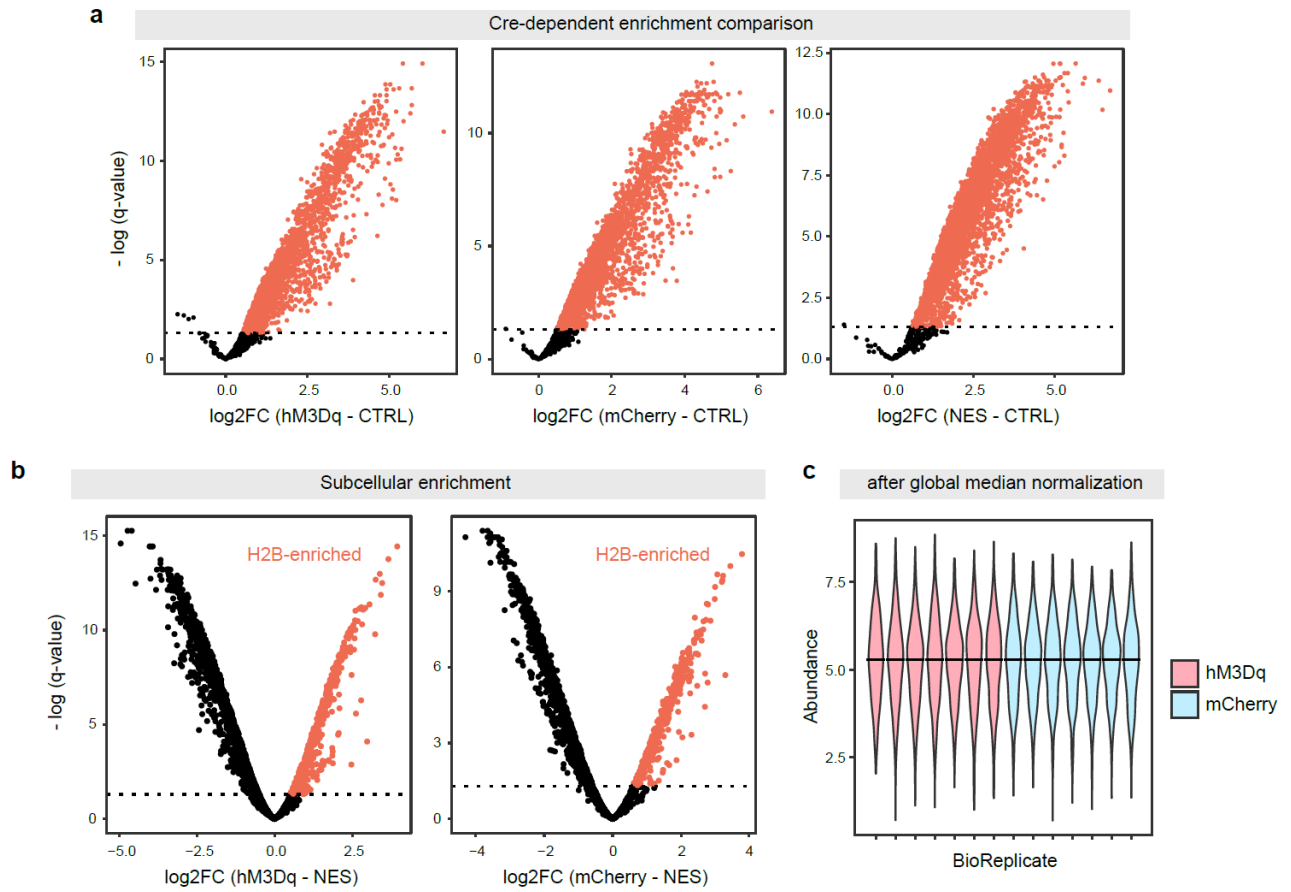 a
Cre-dependent enrichment comparison
- log (q-value)
15
10
5
0
0.0 2.5 5.0
log2FC (hM3Dq - CTRL)
10
5
0
0 2 4 6
log2FC (mCherry - CTRL)
12.5
10.0
7.5
5.0
2.5
0.0
0.0 2.5 5.0
log2FC (NES - CTRL)
b
Subcellular enrichment
- log (q-value)
15
10
5
0
H2B-enriched
−5.0 −2.5 0.0 2.5
log2FC (hM3Dq - NES)
9
6
3
0
H2B-enriched
−4 −2 0 2 4
log2FC (mCherry - NES)
c
after global median normalization
Abundance
7.5
5.0
2.5
BioReplicate
hM3Dq
mCherry